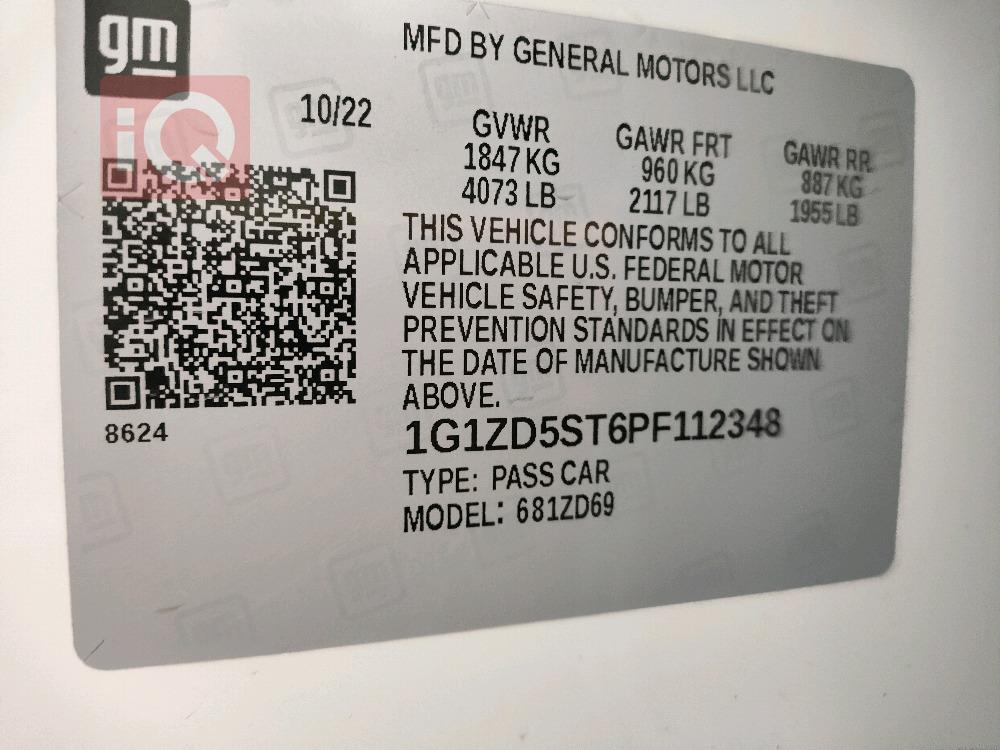 gm
MFD BY GENERAL MOTORS LLC
iQ
10/22
GVWR GAWR FRT GAWR RR
1847 KG 960 KG 887 KG
4073 LB 2117 LB 1955 LB
THIS VEHICLE CONFORMS TO ALL
APPLICABLE U.S. FEDERAL MOTOR
VEHICLE SAFETY, BUMPER, AND THEFT
PREVENTION STANDARDS IN EFFECT ON
THE DATE OF MANUFACTURE SHOWN
ABOVE.
8624
1G1ZD5ST6PF112348
TYPE: PASS CAR
MODEL: 681ZD69